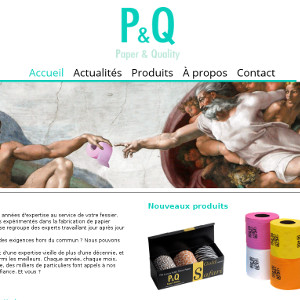 P&Q
Paper & Quality
Accueil Actualités Produits À propos Contact
années d'expertise au service de votre fessier.
expérimentés dans la fabrication de papier
se regroupe des experts travaillant jour après jour
des exigences hors du commun ? Nous pouvons
d'une expertise vieille de plus d'une décennie, et
les meilleurs. Chaque année, chaque mois,
des milliers de particuliers font appels à nos
Et vous ?
Nouveaux produits
P&Q